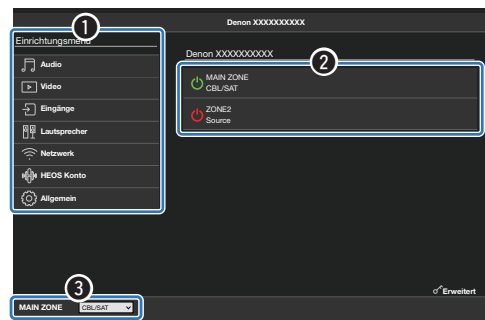 Denon XXXXXXXXXX
1
Einrichtungsmenü
Audio
Video
Eingänge
Lautsprecher
Netzwerk
HEOS Konto
Allgemein
Denon XXXXXXXXXX
2
MAIN ZONE
CBL/SAT
ZONE2
Source
Erweitert
3
MAIN ZONE CBL/SAT